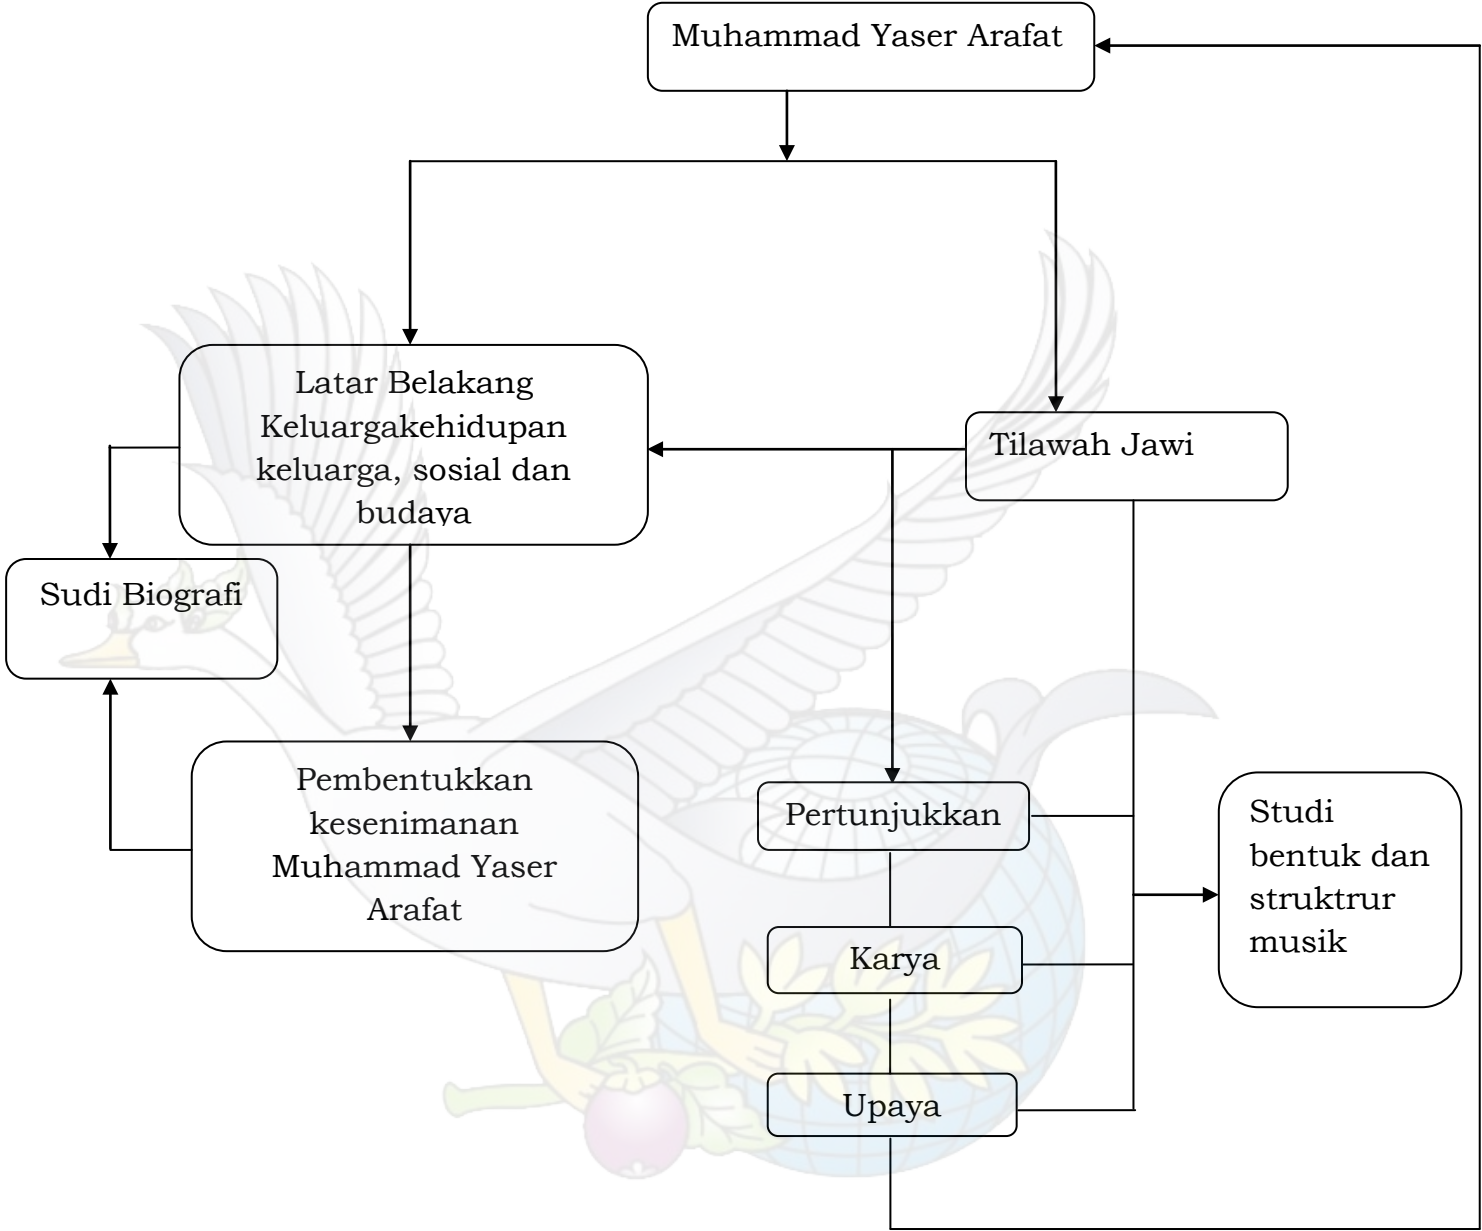 Muhammad Yaser Arafat
Latar Belakang
Keluargakehidupan
keluarga, sosial dan
budaya
Tilawah Jawi
Sudi Biografi
Pembentukkan
kesenimanan
Muhammad Yaser
Arafat
Pertunjukkan
Studi
bentuk dan
struktrur
musik
Karya
Upaya